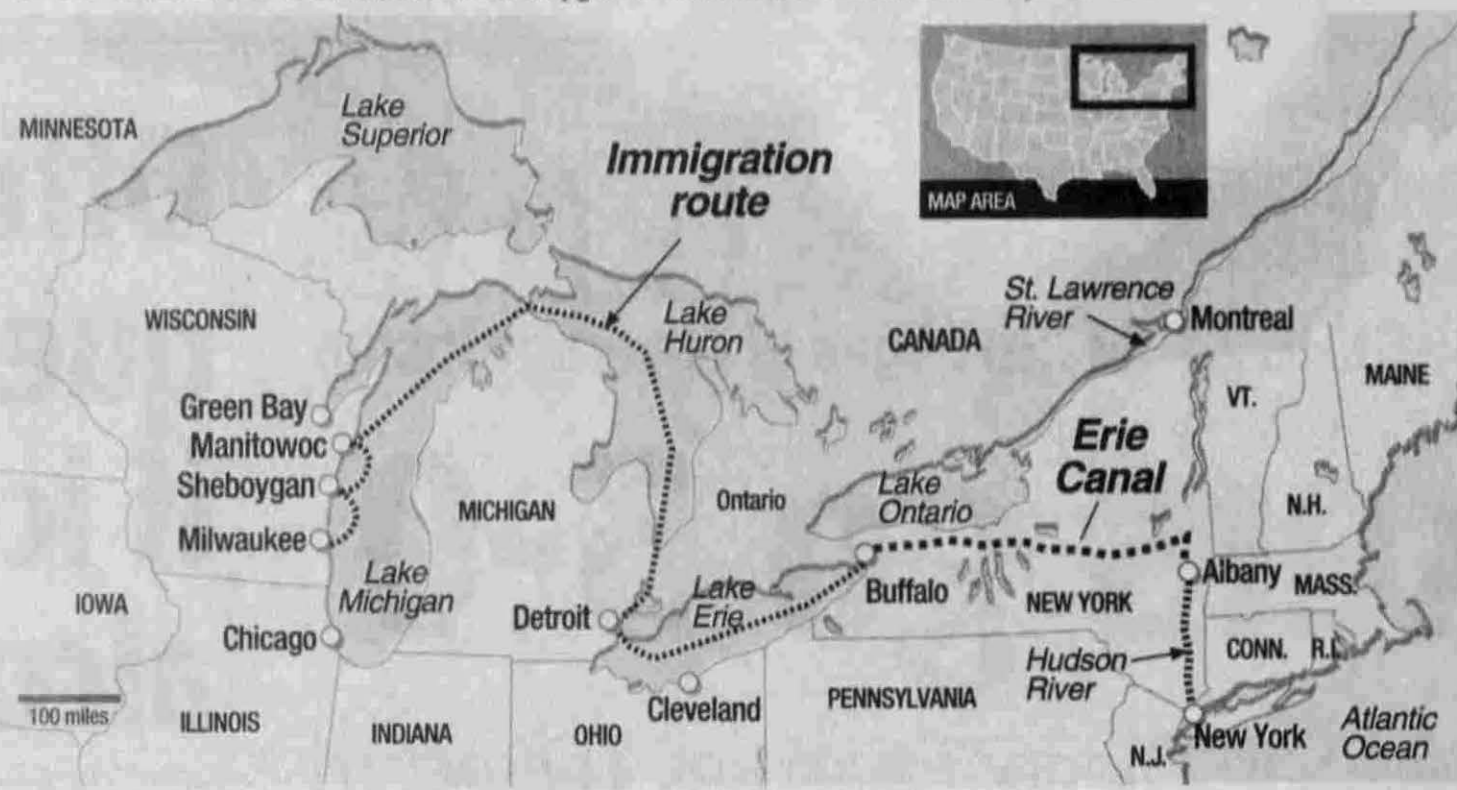 MINNESOTA
Lake
Superior
Immigration
route
MAP AREA
WISCONSIN
Lake
Huron
CANADA
St. Lawrence
River
Montreal
MAINE
VT.
Green Bay
Manitowoc
Sheboygan
Milwaukee
MICHIGAN
Ontario
Lake
Ontario
Erie
Canal
N.H.
IOWA
Lake
Michigan
Chicago
Detroit
Lake
Erie
Buffalo
NEW YORK
Albany
MASS.
CONN.
R.I.
Hudson
River
100 miles
ILLINOIS
INDIANA
OHIO
Cleveland
PENNSYLVANIA
N.J.
New York
Atlantic
Ocean